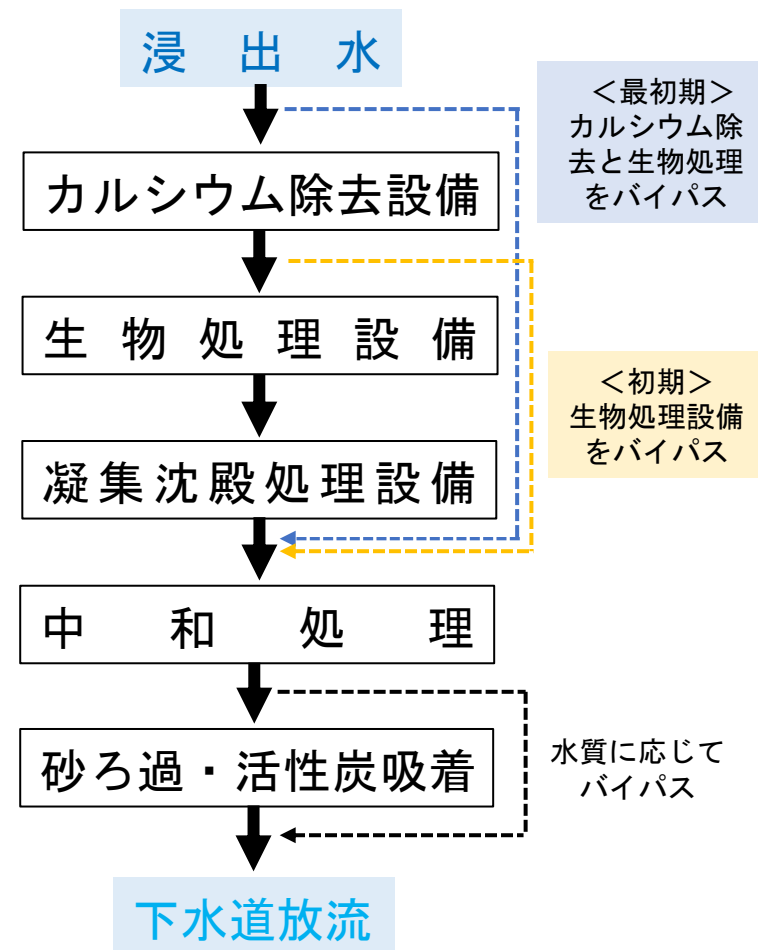 浸出水
＜最初期＞
カルシウム除
去と生物処理
をバイパス
カルシウム除去設備
生物処理設備
＜初期＞
生物処理設備
をバイパス
凝集沈殿処理設備
中和処理
砂ろ過・活性炭吸着
水質に応じて
バイパス
下水道放流